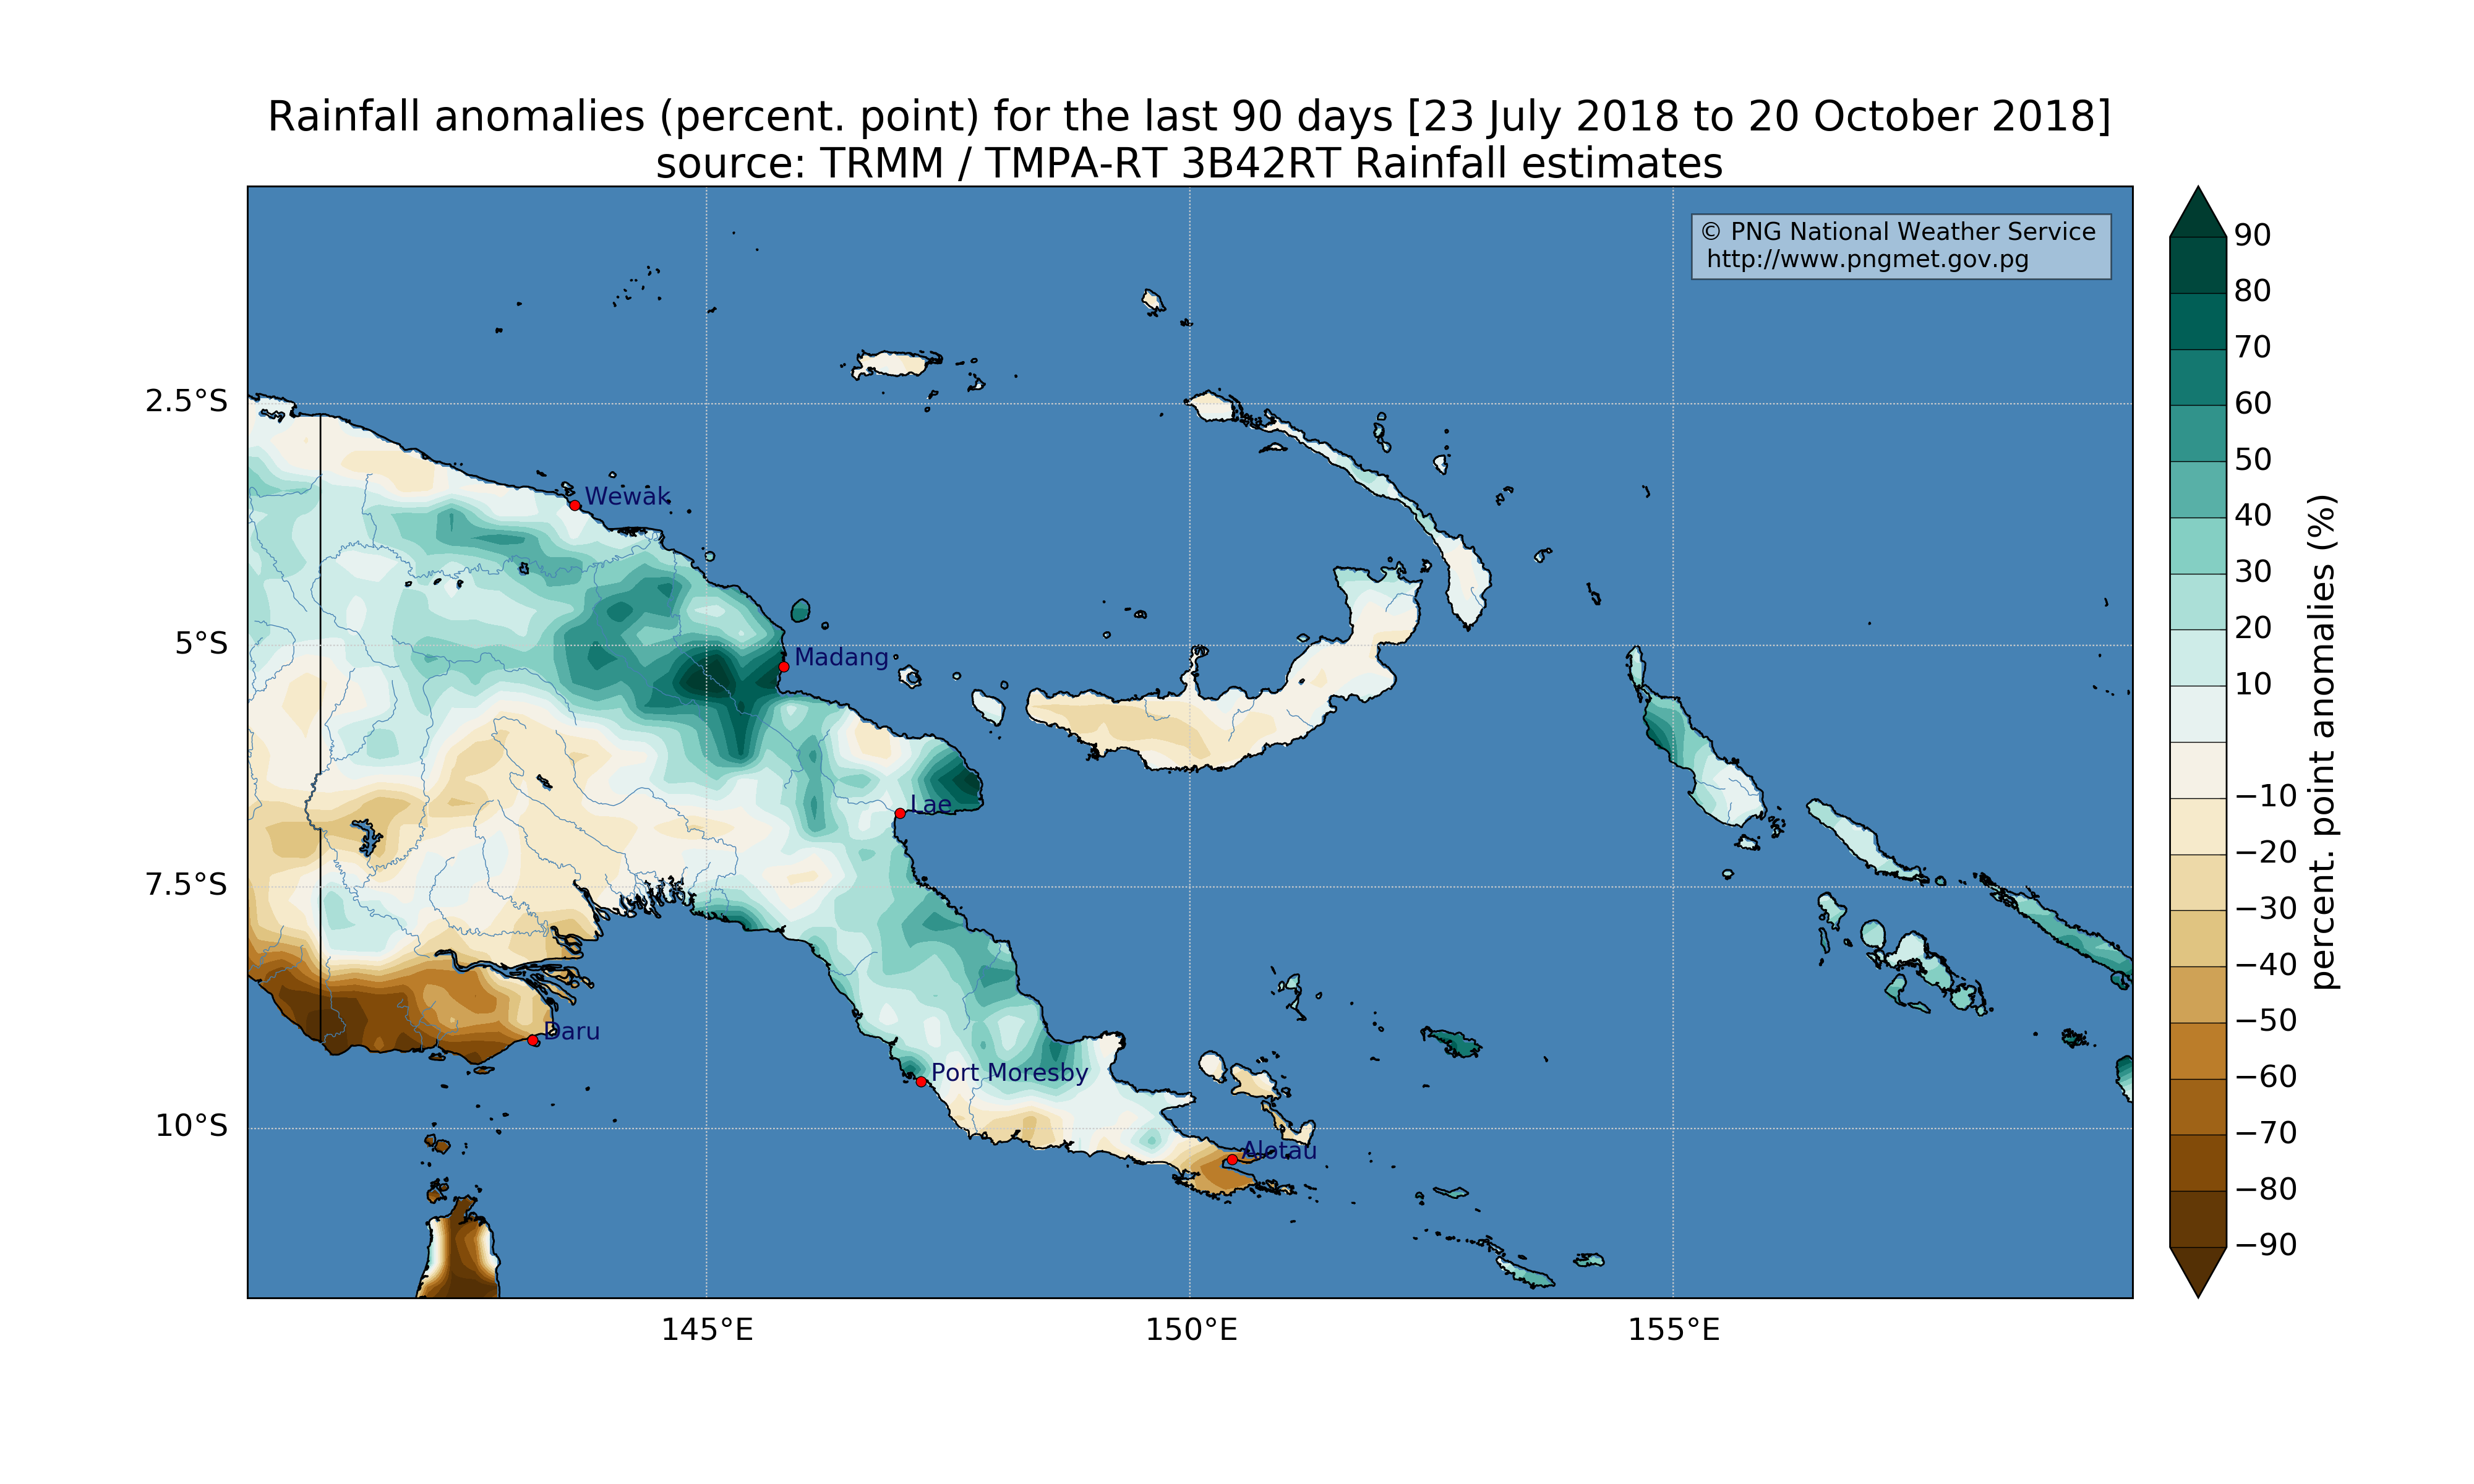 Rainfall anomalies (percent. point) for the last 90 days [23 July 2018 to 20 October 2018]
source: TRMM / TMPA-RT 3B42RT Rainfall estimates
© PNG National Weather Service
http://www.pngmet.gov.pg
2.5°S
5°S
7.5°S
10°S
Wewak
Madang
Lae
Daru
Port Moresby
Alotau
145°E
150°E
155°E
90
80
70
60
50
40
30
20
10
−10
−20
−30
−40
−50
−60
−70
−80
−90
percent. point anomalies (%)